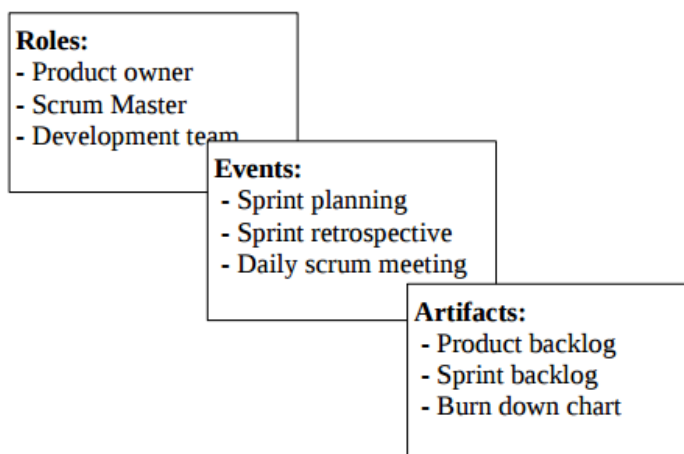 Roles:
- Product owner
- Scrum Master
- Development team
Events:
- Sprint planning
- Sprint retrospective
- Daily scrum meeting
Artifacts:
- Product backlog
- Sprint backlog
- Burn down chart